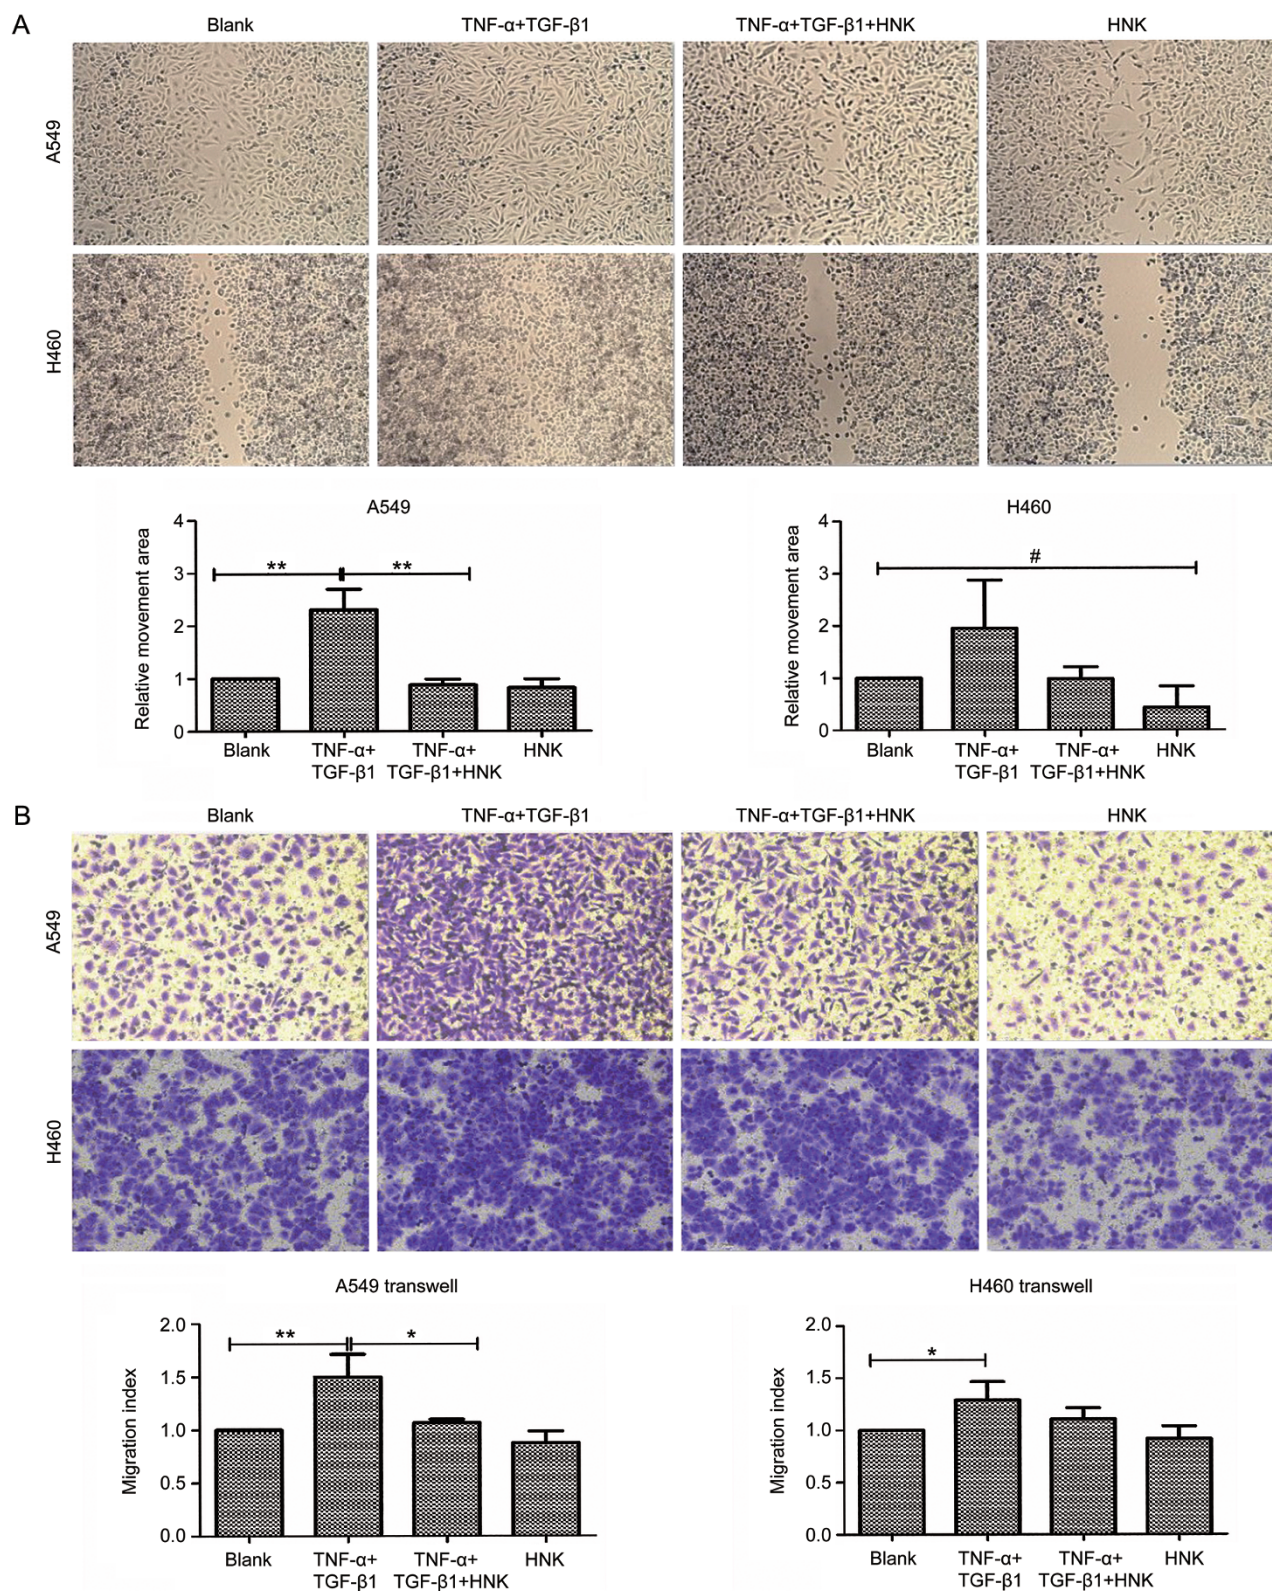 A
Blank TNF-α+TGF-β1 TNF-α+TGF-β1+HNK HNK
A549
H460
A549
Relative movement area
4
3
2
1
0
** **
Blank TNF-α+ TNF-α+ HNK
TGF-β1 TGF-β1+HNK
H460
Relative movement area
4
3
2
1
0
#
Blank TNF-α+ TNF-α+ HNK
TGF-β1 TGF-β1+HNK
B
Blank TNF-α+TGF-β1 TNF-α+TGF-β1+HNK HNK
A549
H460
A549 transwell
Migration index
2.0
1.5
1.0
0.5
0.0
** *
Blank TNF-α+ TNF-α+ HNK
TGF-β1 TGF-β1+HNK
H460 transwell
Migration index
2.0
1.5
1.0
0.5
0.0
*
Blank TNF-α+ TNF-α+ HNK
TGF-β1 TGF-β1+HNK